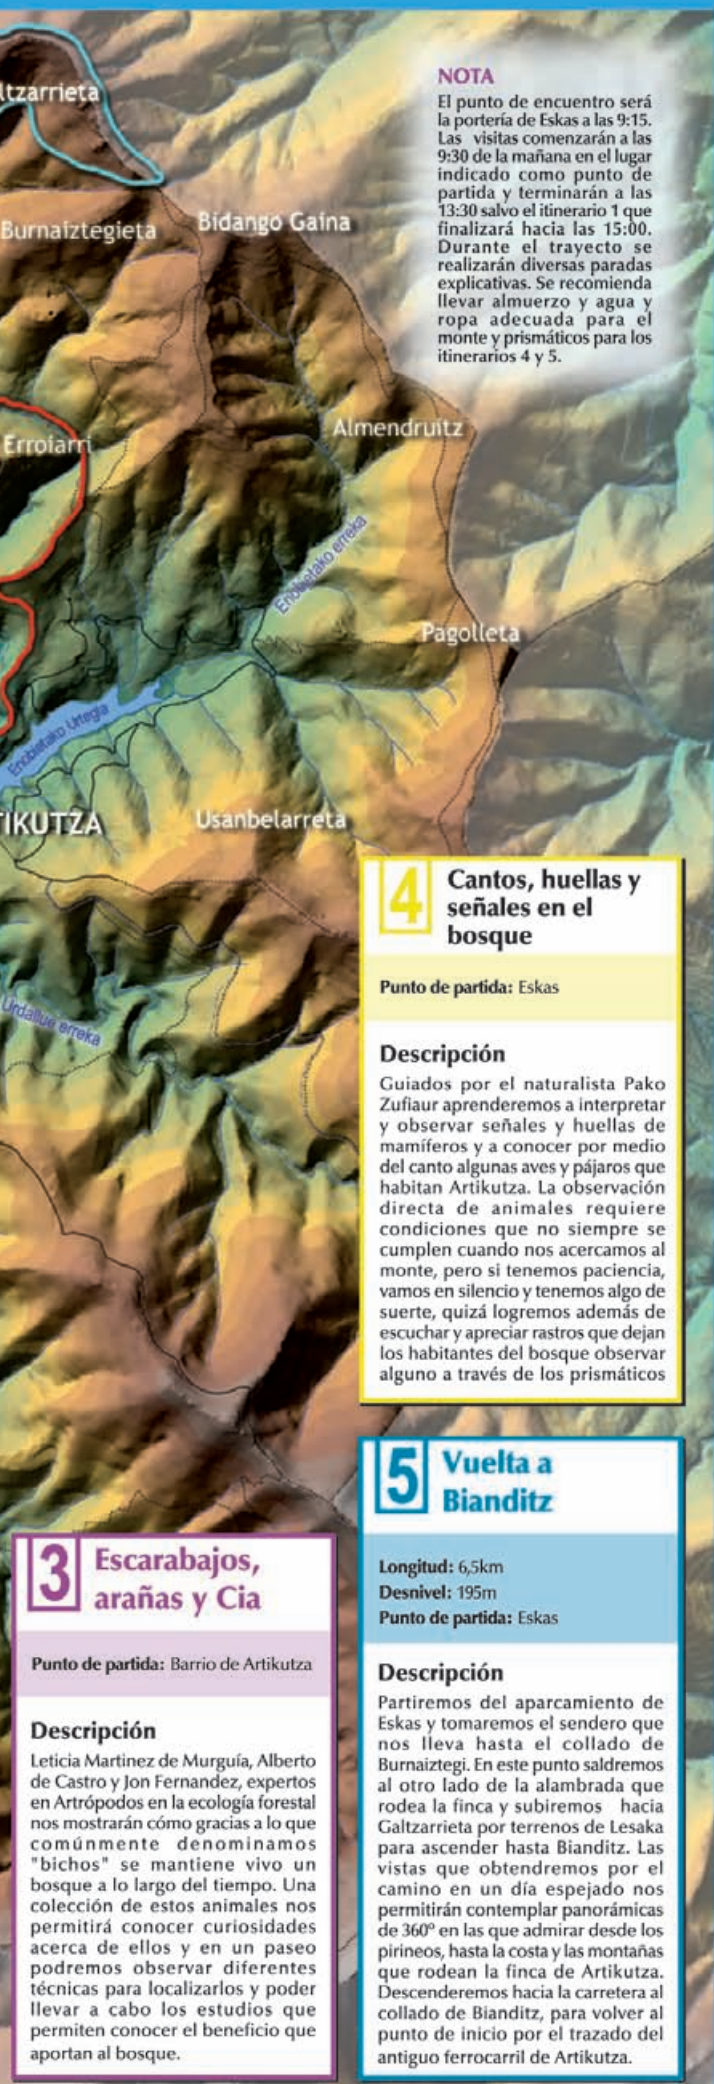 ltzarrieta
Burnaiztegieta
Bidango Gaina
NOTA
El punto de encuentro será
la portería de Eskas a las 9:15.
Las visitas comenzarán a las
9:30 de la mañana en el lugar
indicado como punto de
partida y terminarán a las
13:30 salvo el itinerario 1 que
finalizará hacia las 15:00.
Durante el trayecto se
realizarán diversas paradas
explicativas. Se recomienda
llevar almuerzo y agua y
ropa adecuada para el
monte y prismáticos para los
itinerarios 4 y 5.
Erroiarri
Almendruitz
Enobietako erreka
Pagolleta
Enobietako Urtegia
TIKUTZA
Usanbelarreta
Urdallue erreka
4
Cantos, huellas y
señales en el
bosque
Punto de partida: Eskas
Descripción
Guiados por el naturalista Pako
Zufiaur aprenderemos a interpretar
y observar señales y huellas de
mamíferos y a conocer por medio
del canto algunas aves y pájaros que
habitan Artikutza. La observación
directa de animales requiere
condiciones que no siempre se
cumplen cuando nos acercamos al
monte, pero si tenemos paciencia,
vamos en silencio y tenemos algo de
suerte, quizá logremos además de
escuchar y apreciar rastros que dejan
los habitantes del bosque observar
alguno a través de los prismáticos
3
Escarabajos,
arañas y Cia
Punto de partida: Barrio de Artikutza
Descripción
Leticia Martinez de Murguía, Alberto
de Castro y Jon Fernandez, expertos
en Artrópodos en la ecología forestal
nos mostrarán cómo gracias a lo que
comúnmente denominamos
"bichos" se mantiene vivo un
bosque a lo largo del tiempo. Una
colección de estos animales nos
permitirá conocer curiosidades
acerca de ellos y en un paseo
podremos observar diferentes
técnicas para localizarlos y poder
llevar a cabo los estudios que
permiten conocer el beneficio que
aportan al bosque.
5
Vuelta a
Bianditz
Longitud: 6,5km
Desnivel: 195m
Punto de partida: Eskas
Descripción
Partiremos del aparcamiento de
Eskas y tomaremos el sendero que
nos lleva hasta el collado de
Burnaiztegi. En este punto saldremos
al otro lado de la alambrada que
rodea la finca y subiremos hacia
Galtzarrieta por terrenos de Lesaka
para ascender hasta Bianditz. Las
vistas que obtendremos por el
camino en un día espejado nos
permitirán contemplar panorámicas
de 360º en las que admirar desde los
pirineos, hasta la costa y las montañas
que rodean la finca de Artikutza.
Descenderemos hacia la carretera al
collado de Bianditz, para volver al
punto de inicio por el trazado del
antiguo ferrocarril de Artikutza.